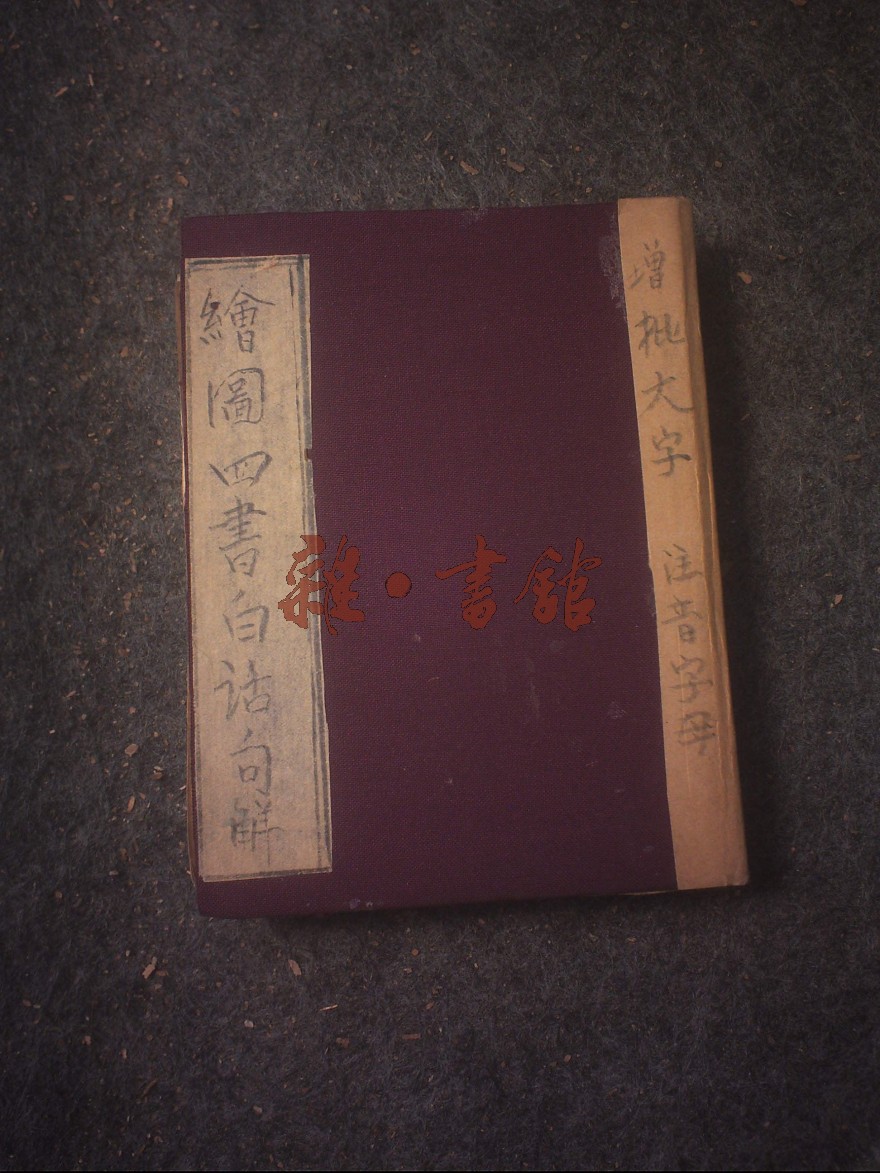 增批大字 注音字母
繪圖四書白話句解
雜·書館